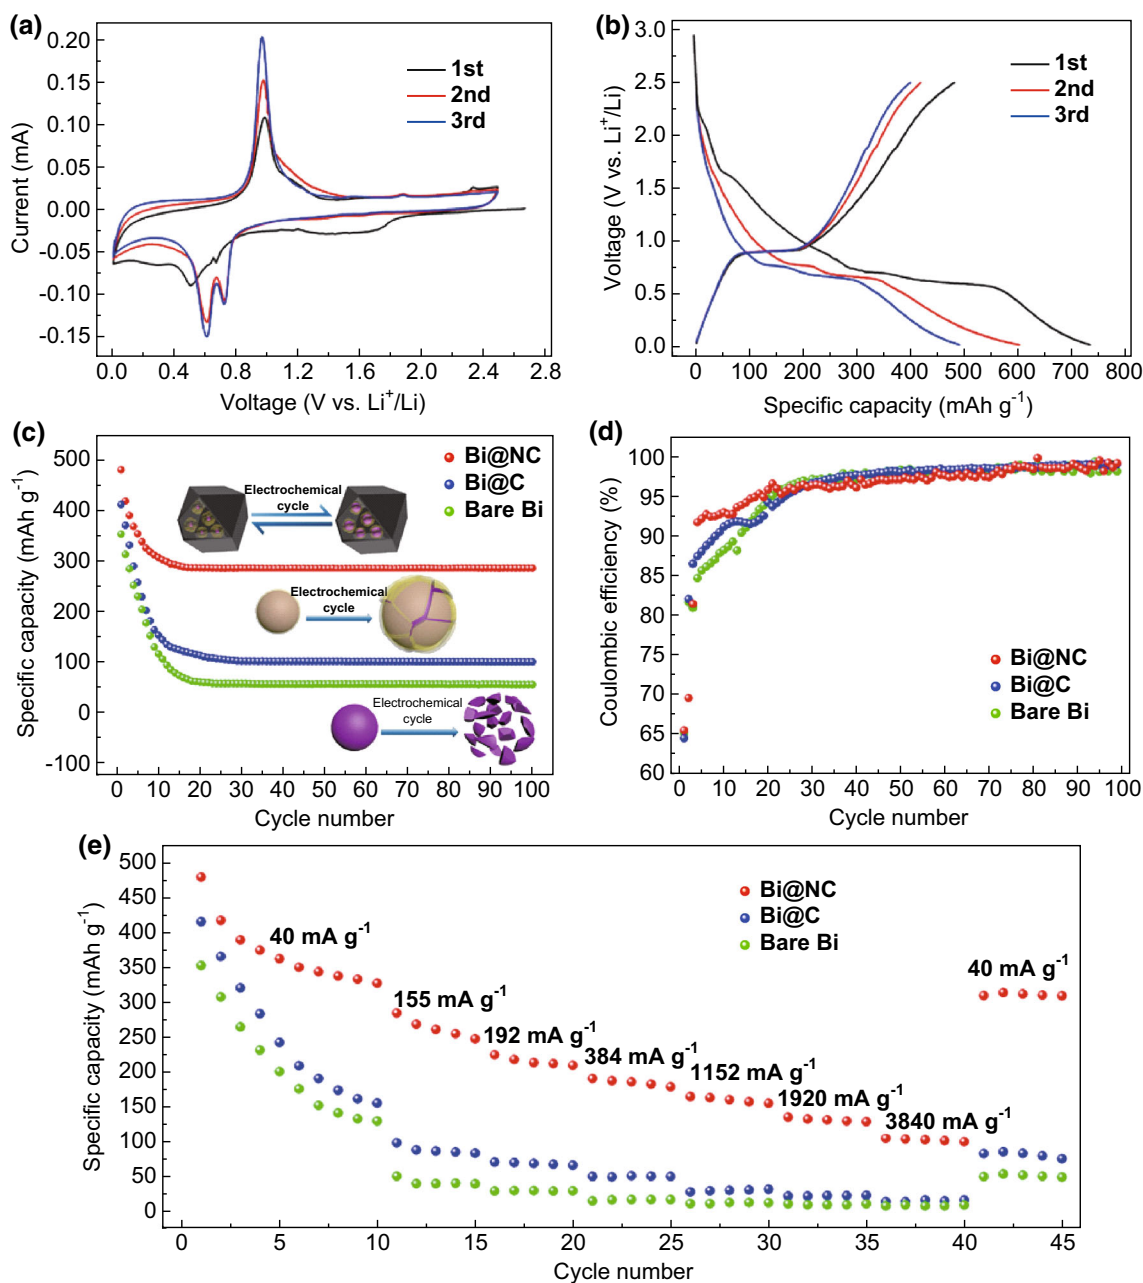 (a)
0.20
0.15
0.10
0.05
0.00
-0.05
-0.10
-0.15
Current (mA)
1st
2nd
3rd
0.0 0.4 0.8 1.2 1.6 2.0 2.4 2.8
Voltage (V vs. Li⁺/Li)
(b)
3.0
2.5
2.0
1.5
1.0
0.5
0.0
Voltage (V vs. Li⁺/Li)
1st
2nd
3rd
0 100 200 300 400 500 600 700 800
Specific capacity (mAh g⁻¹)
(c)
500
400
300
200
100
0
-100
Specific capacity (mAh g⁻¹)
Bi@NC
Bi@C
Bare Bi
Electrochemical
cycle
Electrochemical
cycle
Electrochemical
cycle
0 10 20 30 40 50 60 70 80 90 100
Cycle number
(d)
100
95
90
85
80
75
70
65
60
Coulombic efficiency (%)
Bi@NC
Bi@C
Bare Bi
0 10 20 30 40 50 60 70 80 90 100
Cycle number
(e)
500
450
400
350
300
250
200
150
100
50
0
Specific capacity (mAh g⁻¹)
Bi@NC
Bi@C
Bare Bi
40 mA g⁻¹
155 mA g⁻¹
192 mA g⁻¹
384 mA g⁻¹
1152 mA g⁻¹
1920 mA g⁻¹
3840 mA g⁻¹
40 mA g⁻¹
0 5 10 15 20 25 30 35 40 45
Cycle number